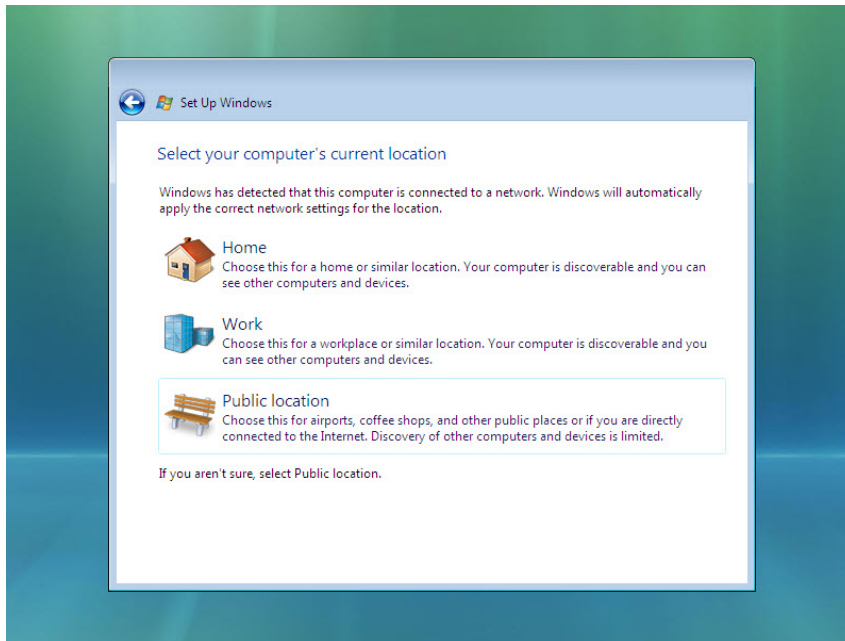 Set Up Windows
Select your computer's current location
Windows has detected that this computer is connected to a network. Windows will automatically
apply the correct network settings for the location.
Home
Choose this for a home or similar location. Your computer is discoverable and you can
see other computers and devices.
Work
Choose this for a workplace or similar location. Your computer is discoverable and you
can see other computers and devices.
Public location
Choose this for airports, coffee shops, and other public places or if you are directly
connected to the Internet. Discovery of other computers and devices is limited.
If you aren't sure, select Public location.